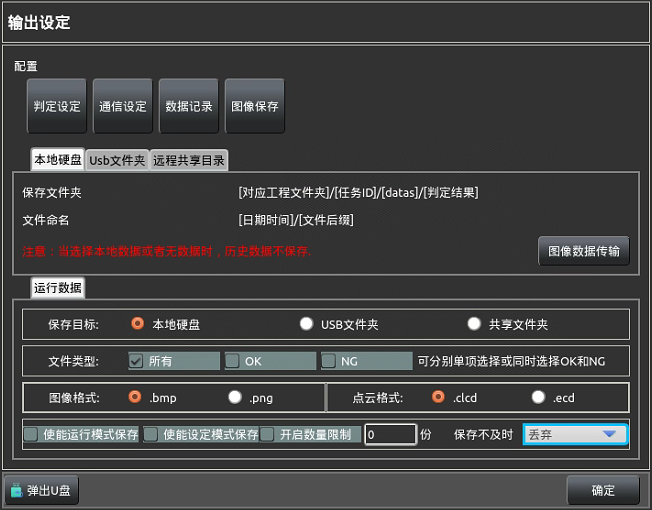 输出设定
配置
判定设定 通信设定 数据记录 图像保存
本地硬盘 Usb文件夹 远程共享目录
保存文件夹 [对应工程文件夹]/[任务ID]/[datas]/[判定结果]
文件命名 [日期时间]/[文件后缀]
注意：当选择本地数据或者无数据时，历史数据不保存.
图像数据传输
运行数据
保存目标: 本地硬盘 USB文件夹 共享文件夹
文件类型: 所有 OK NG 可分别单项选择或同时选择OK和NG
图像格式: .bmp .png 点云格式: .clcd .ecd
使能运行模式保存 使能设定模式保存 开启数量限制 0 份 保存不及时 丢弃
弹出U盘 确定